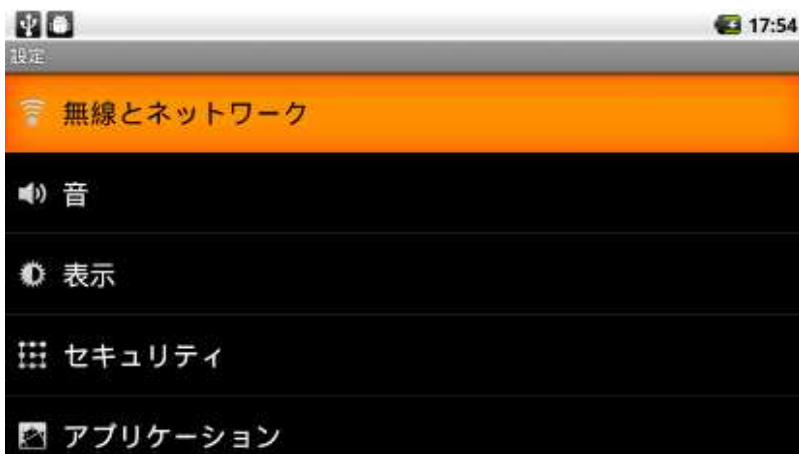 17:54
設定
無線とネットワーク
音
表示
セキュリティ
アプリケーション